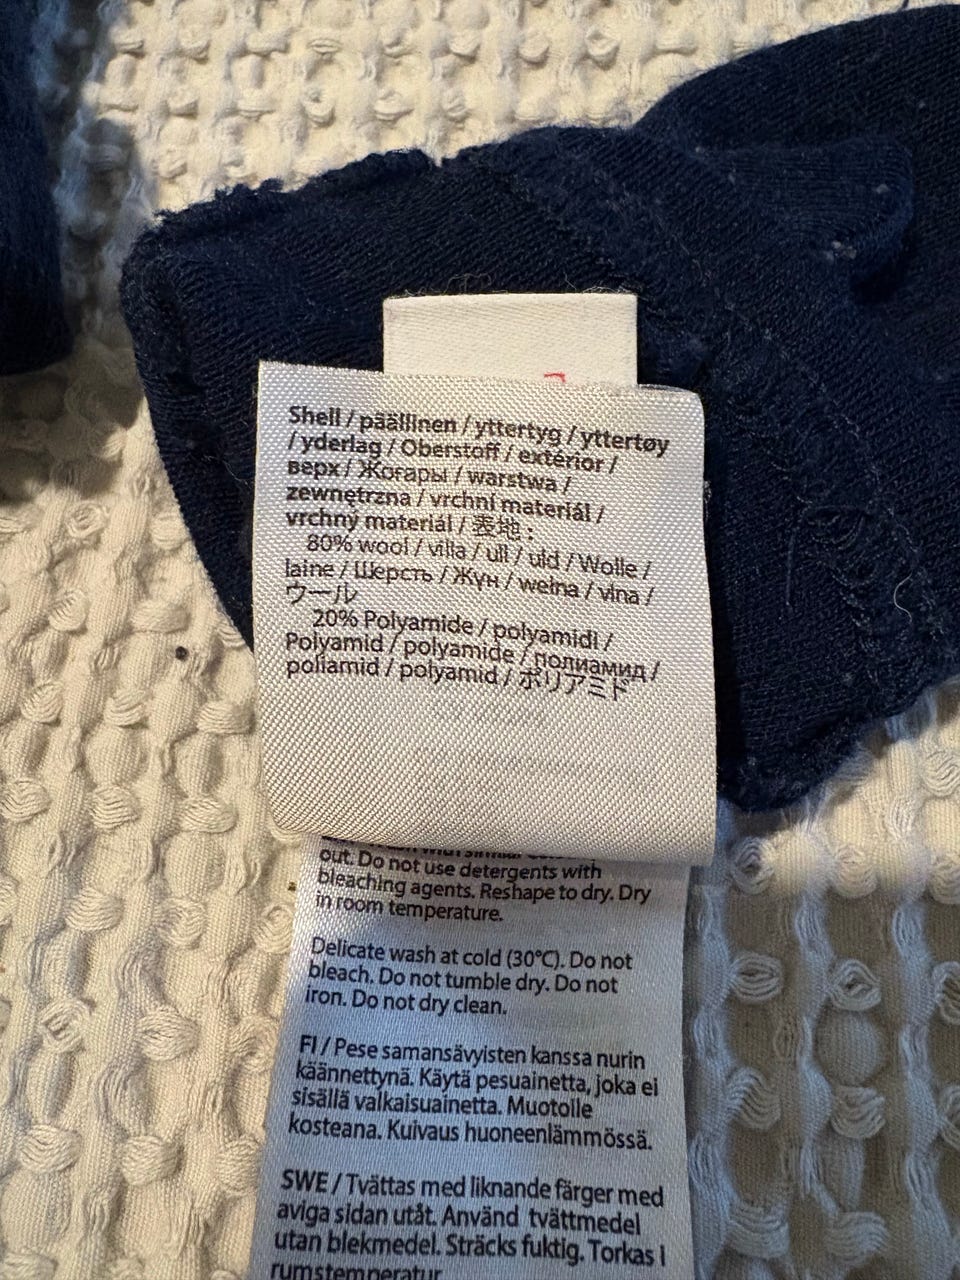 Shell / päällinen / yttertyg / yttertøy
/ yderlag / Oberstoff / extérior /
верх / Жоғары / warstwa /
zewnętrzna / vrchní materiál /
vrchný materiál / 表地 :
80% wool / villa / ull / uld / Wolle /
laine / Шерсть / Жүн / wełna / vlna /
ウール
20% Polyamide / polyamidi /
Polyamid / polyamide / полиамид /
poliamid / polyamid / ポリアミド
out. Do not use detergents with
bleaching agents. Reshape to dry. Dry
in room temperature.
Delicate wash at cold (30°C). Do not
bleach. Do not tumble dry. Do not
iron. Do not dry clean.
FI / Pese samansävyisten kanssa nurin
käännettynä. Käytä pesuainetta, joka ei
sisällä valkaisuainetta. Muotoile
kosteana. Kuivaus huoneenlämmössä.
SWE / Tvättas med liknande färger med
aviga sidan utåt. Använd tvättmedel
utan blekmedel. Sträcks fuktig. Torkas i
rumstemperatur